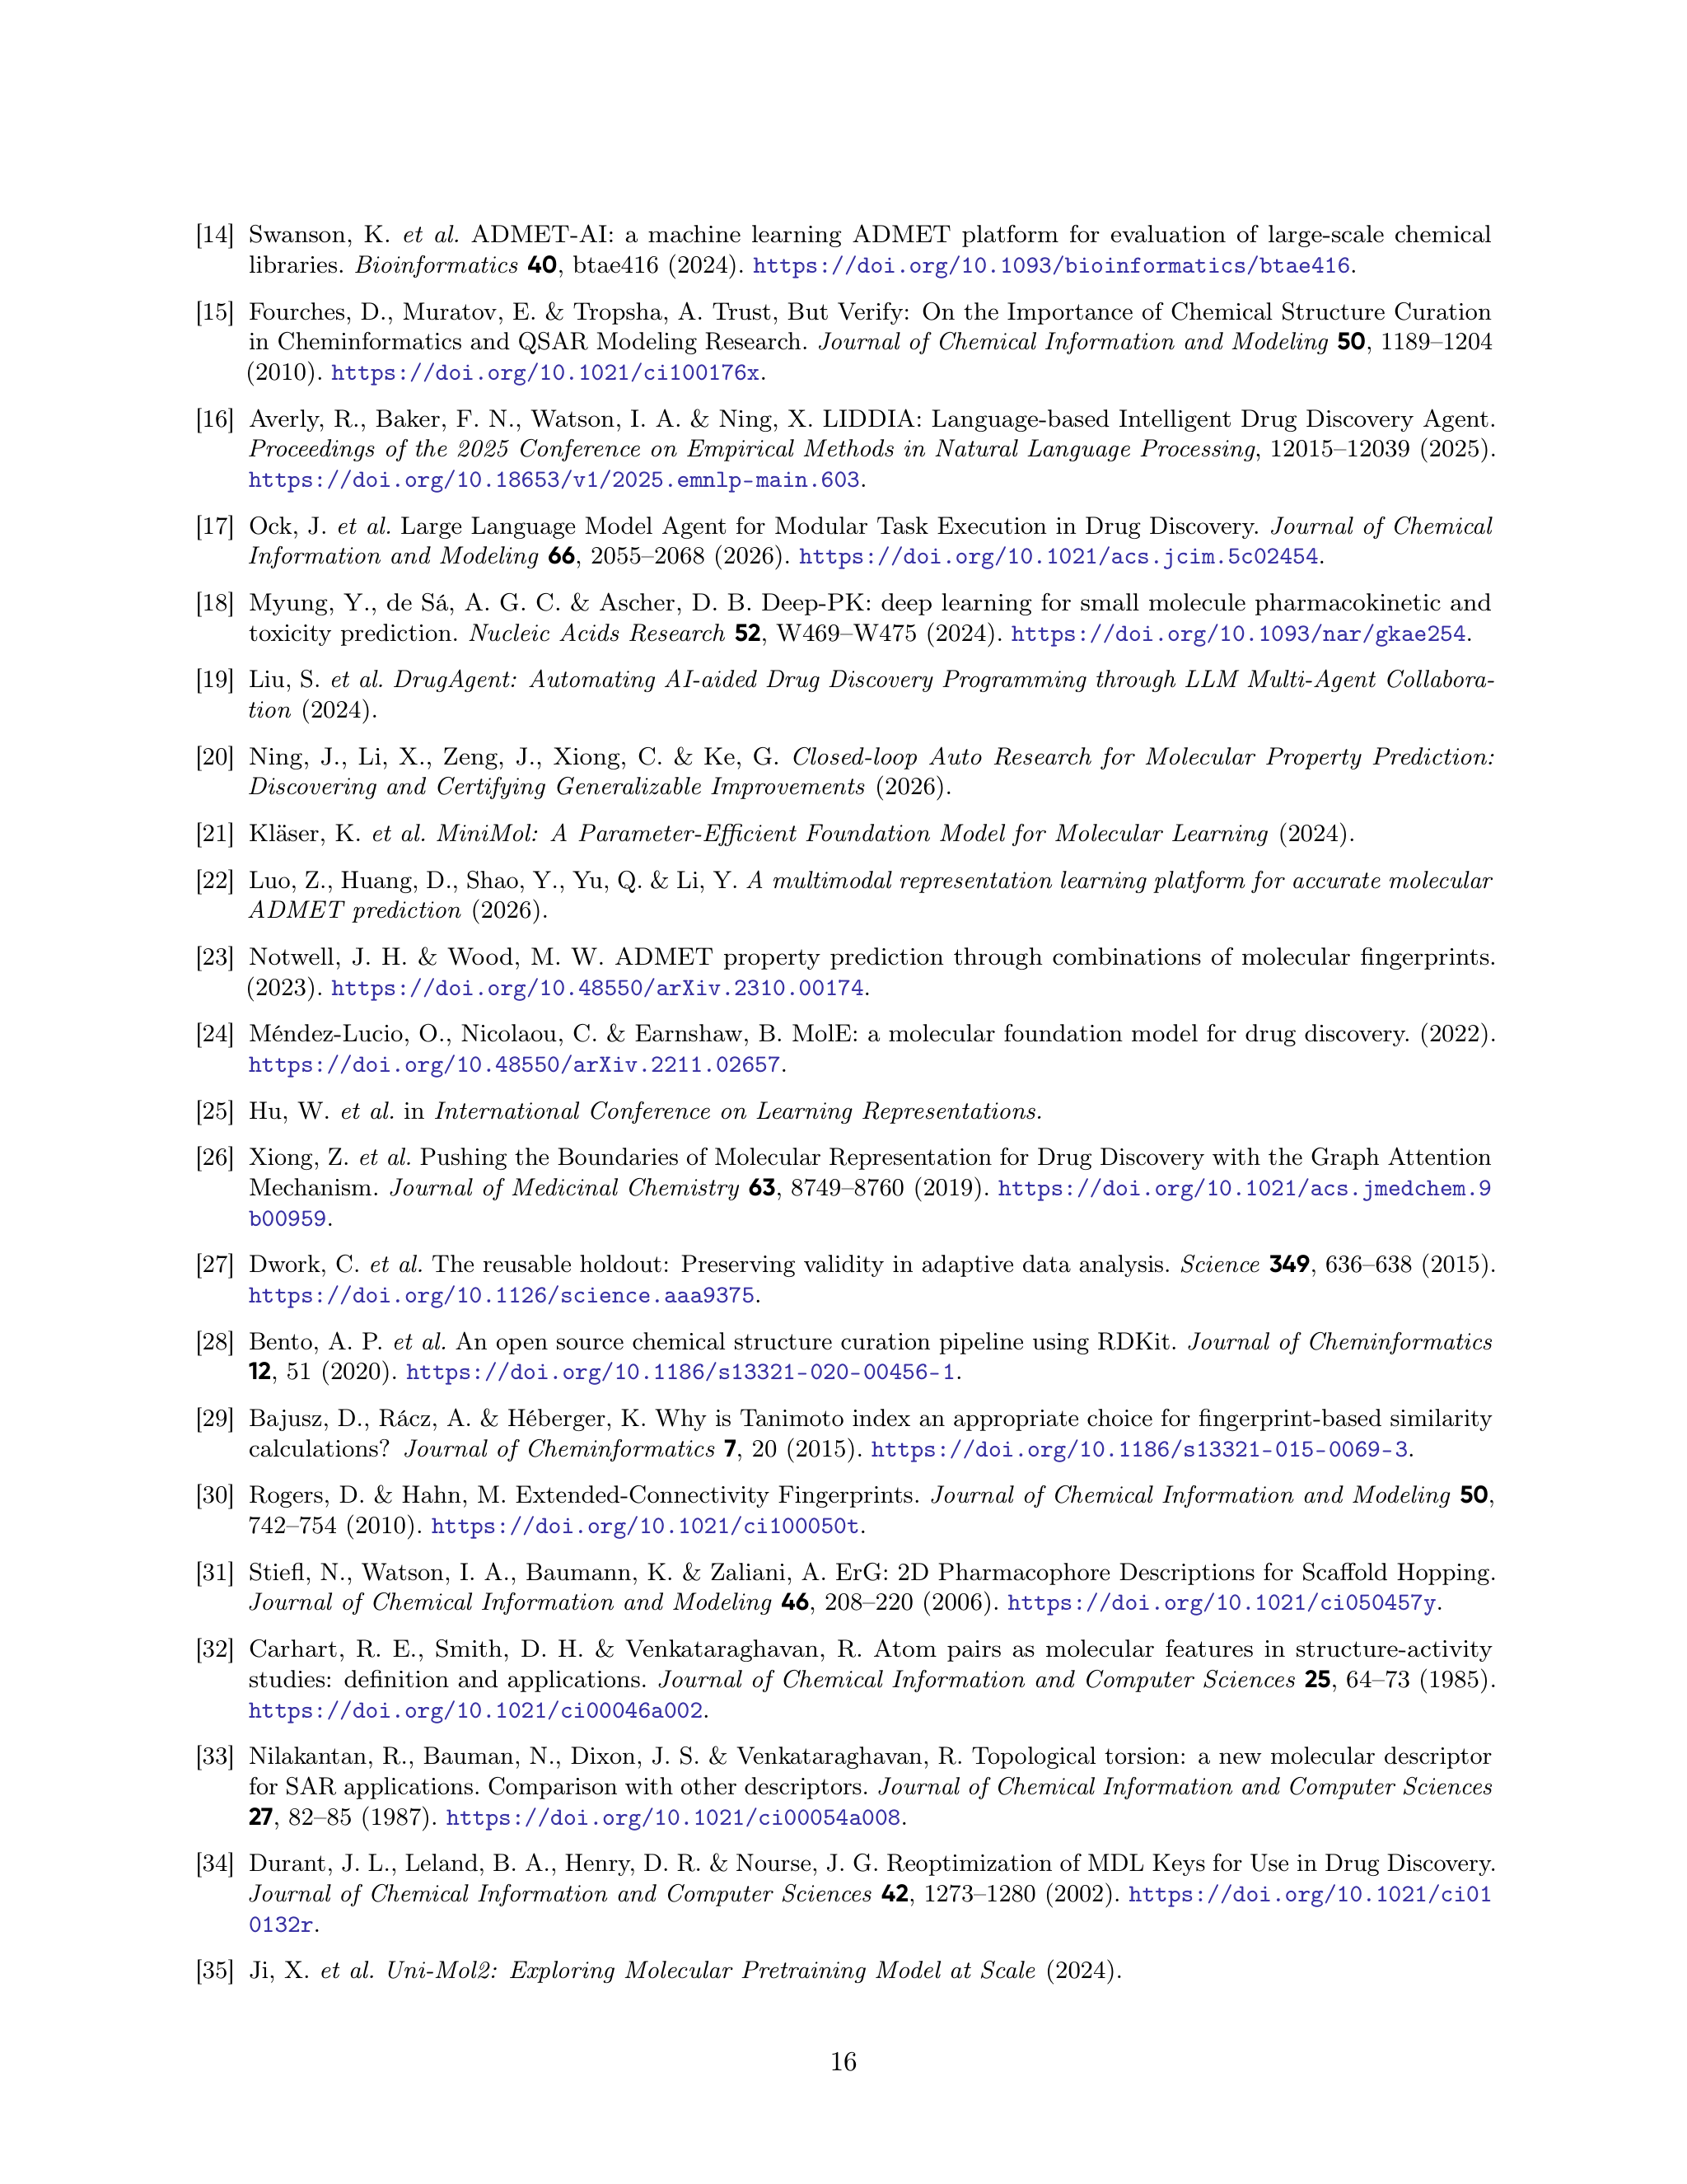 [14] Swanson, K. et al. ADMET-AI: a machine learning ADMET platform for evaluation of large-scale chemical
libraries. Bioinformatics 40, btae416 (2024). https://doi.org/10.1093/bioinformatics/btae416.
[15] Fourches, D., Muratov, E. & Tropsha, A. Trust, But Verify: On the Importance of Chemical Structure Curation
in Cheminformatics and QSAR Modeling Research. Journal of Chemical Information and Modeling 50, 1189–1204
(2010). https://doi.org/10.1021/ci100176x.
[16] Averly, R., Baker, F. N., Watson, I. A. & Ning, X. LIDDIA: Language-based Intelligent Drug Discovery Agent.
Proceedings of the 2025 Conference on Empirical Methods in Natural Language Processing, 12015–12039 (2025).
https://doi.org/10.18653/v1/2025.emnlp-main.603.
[17] Ock, J. et al. Large Language Model Agent for Modular Task Execution in Drug Discovery. Journal of Chemical
Information and Modeling 66, 2055–2068 (2026). https://doi.org/10.1021/acs.jcim.5c02454.
[18] Myung, Y., de Sá, A. G. C. & Ascher, D. B. Deep-PK: deep learning for small molecule pharmacokinetic and
toxicity prediction. Nucleic Acids Research 52, W469–W475 (2024). https://doi.org/10.1093/nar/gkae254.
[19] Liu, S. et al. DrugAgent: Automating AI-aided Drug Discovery Programming through LLM Multi-Agent Collabora-
tion (2024).
[20] Ning, J., Li, X., Zeng, J., Xiong, C. & Ke, G. Closed-loop Auto Research for Molecular Property Prediction:
Discovering and Certifying Generalizable Improvements (2026).
[21] Kläser, K. et al. MiniMol: A Parameter-Efficient Foundation Model for Molecular Learning (2024).
[22] Luo, Z., Huang, D., Shao, Y., Yu, Q. & Li, Y. A multimodal representation learning platform for accurate molecular
ADMET prediction (2026).
[23] Notwell, J. H. & Wood, M. W. ADMET property prediction through combinations of molecular fingerprints.
(2023). https://doi.org/10.48550/arXiv.2310.00174.
[24] Méndez-Lucio, O., Nicolaou, C. & Earnshaw, B. MolE: a molecular foundation model for drug discovery. (2022).
https://doi.org/10.48550/arXiv.2211.02657.
[25] Hu, W. et al. in International Conference on Learning Representations.
[26] Xiong, Z. et al. Pushing the Boundaries of Molecular Representation for Drug Discovery with the Graph Attention
Mechanism. Journal of Medicinal Chemistry 63, 8749–8760 (2019). https://doi.org/10.1021/acs.jmedchem.9
b00959.
[27] Dwork, C. et al. The reusable holdout: Preserving validity in adaptive data analysis. Science 349, 636–638 (2015).
https://doi.org/10.1126/science.aaa9375.
[28] Bento, A. P. et al. An open source chemical structure curation pipeline using RDKit. Journal of Cheminformatics
12, 51 (2020). https://doi.org/10.1186/s13321-020-00456-1.
[29] Bajusz, D., Rácz, A. & Héberger, K. Why is Tanimoto index an appropriate choice for fingerprint-based similarity
calculations? Journal of Cheminformatics 7, 20 (2015). https://doi.org/10.1186/s13321-015-0069-3.
[30] Rogers, D. & Hahn, M. Extended-Connectivity Fingerprints. Journal of Chemical Information and Modeling 50,
742–754 (2010). https://doi.org/10.1021/ci100050t.
[31] Stiefl, N., Watson, I. A., Baumann, K. & Zaliani, A. ErG: 2D Pharmacophore Descriptions for Scaffold Hopping.
Journal of Chemical Information and Modeling 46, 208–220 (2006). https://doi.org/10.1021/ci050457y.
[32] Carhart, R. E., Smith, D. H. & Venkataraghavan, R. Atom pairs as molecular features in structure-activity
studies: definition and applications. Journal of Chemical Information and Computer Sciences 25, 64–73 (1985).
https://doi.org/10.1021/ci00046a002.
[33] Nilakantan, R., Bauman, N., Dixon, J. S. & Venkataraghavan, R. Topological torsion: a new molecular descriptor
for SAR applications. Comparison with other descriptors. Journal of Chemical Information and Computer Sciences
27, 82–85 (1987). https://doi.org/10.1021/ci00054a008.
[34] Durant, J. L., Leland, B. A., Henry, D. R. & Nourse, J. G. Reoptimization of MDL Keys for Use in Drug Discovery.
Journal of Chemical Information and Computer Sciences 42, 1273–1280 (2002). https://doi.org/10.1021/ci01
0132r.
[35] Ji, X. et al. Uni-Mol2: Exploring Molecular Pretraining Model at Scale (2024).
16